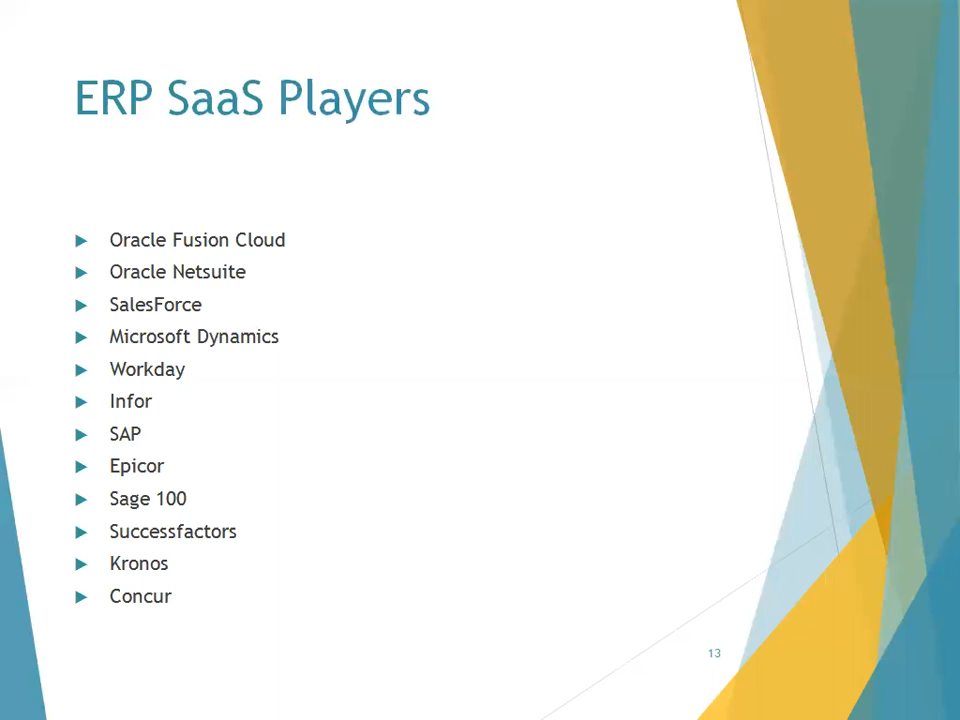 ERP SaaS Players
Oracle Fusion Cloud
Oracle Netsuite
SalesForce
Microsoft Dynamics
Workday
Infor
SAP
Epicor
Sage 100
Successfactors
Kronos
Concur
13